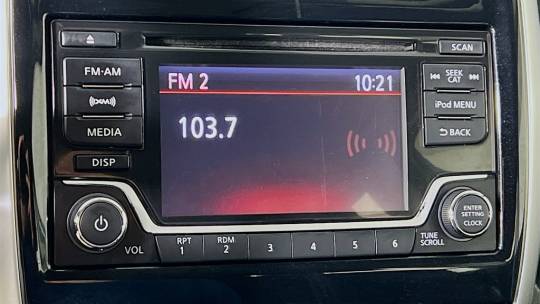 SCAN
FM 2 10:21
FM·AM
SEEK
CAT
XM
iPod MENU
103.7
MEDIA
BACK
DISP
ENTER
SETTING
CLOCK
VOL
RPT
1
RDM
2
3
4
5
6
TUNE
SCROLL